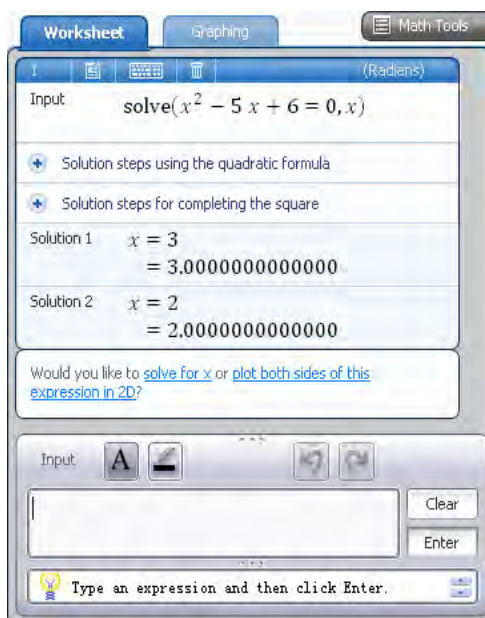 Worksheet Graphing Math Tools
1 (Radians)
Input solve(x² − 5 x + 6 = 0, x)
Solution steps using the quadratic formula
Solution steps for completing the square
Solution 1 x = 3
= 3.0000000000000
Solution 2 x = 2
= 2.0000000000000
Would you like to solve for x or plot both sides of this
expression in 2D?
Input A
Clear
Enter
Type an expression and then click Enter.